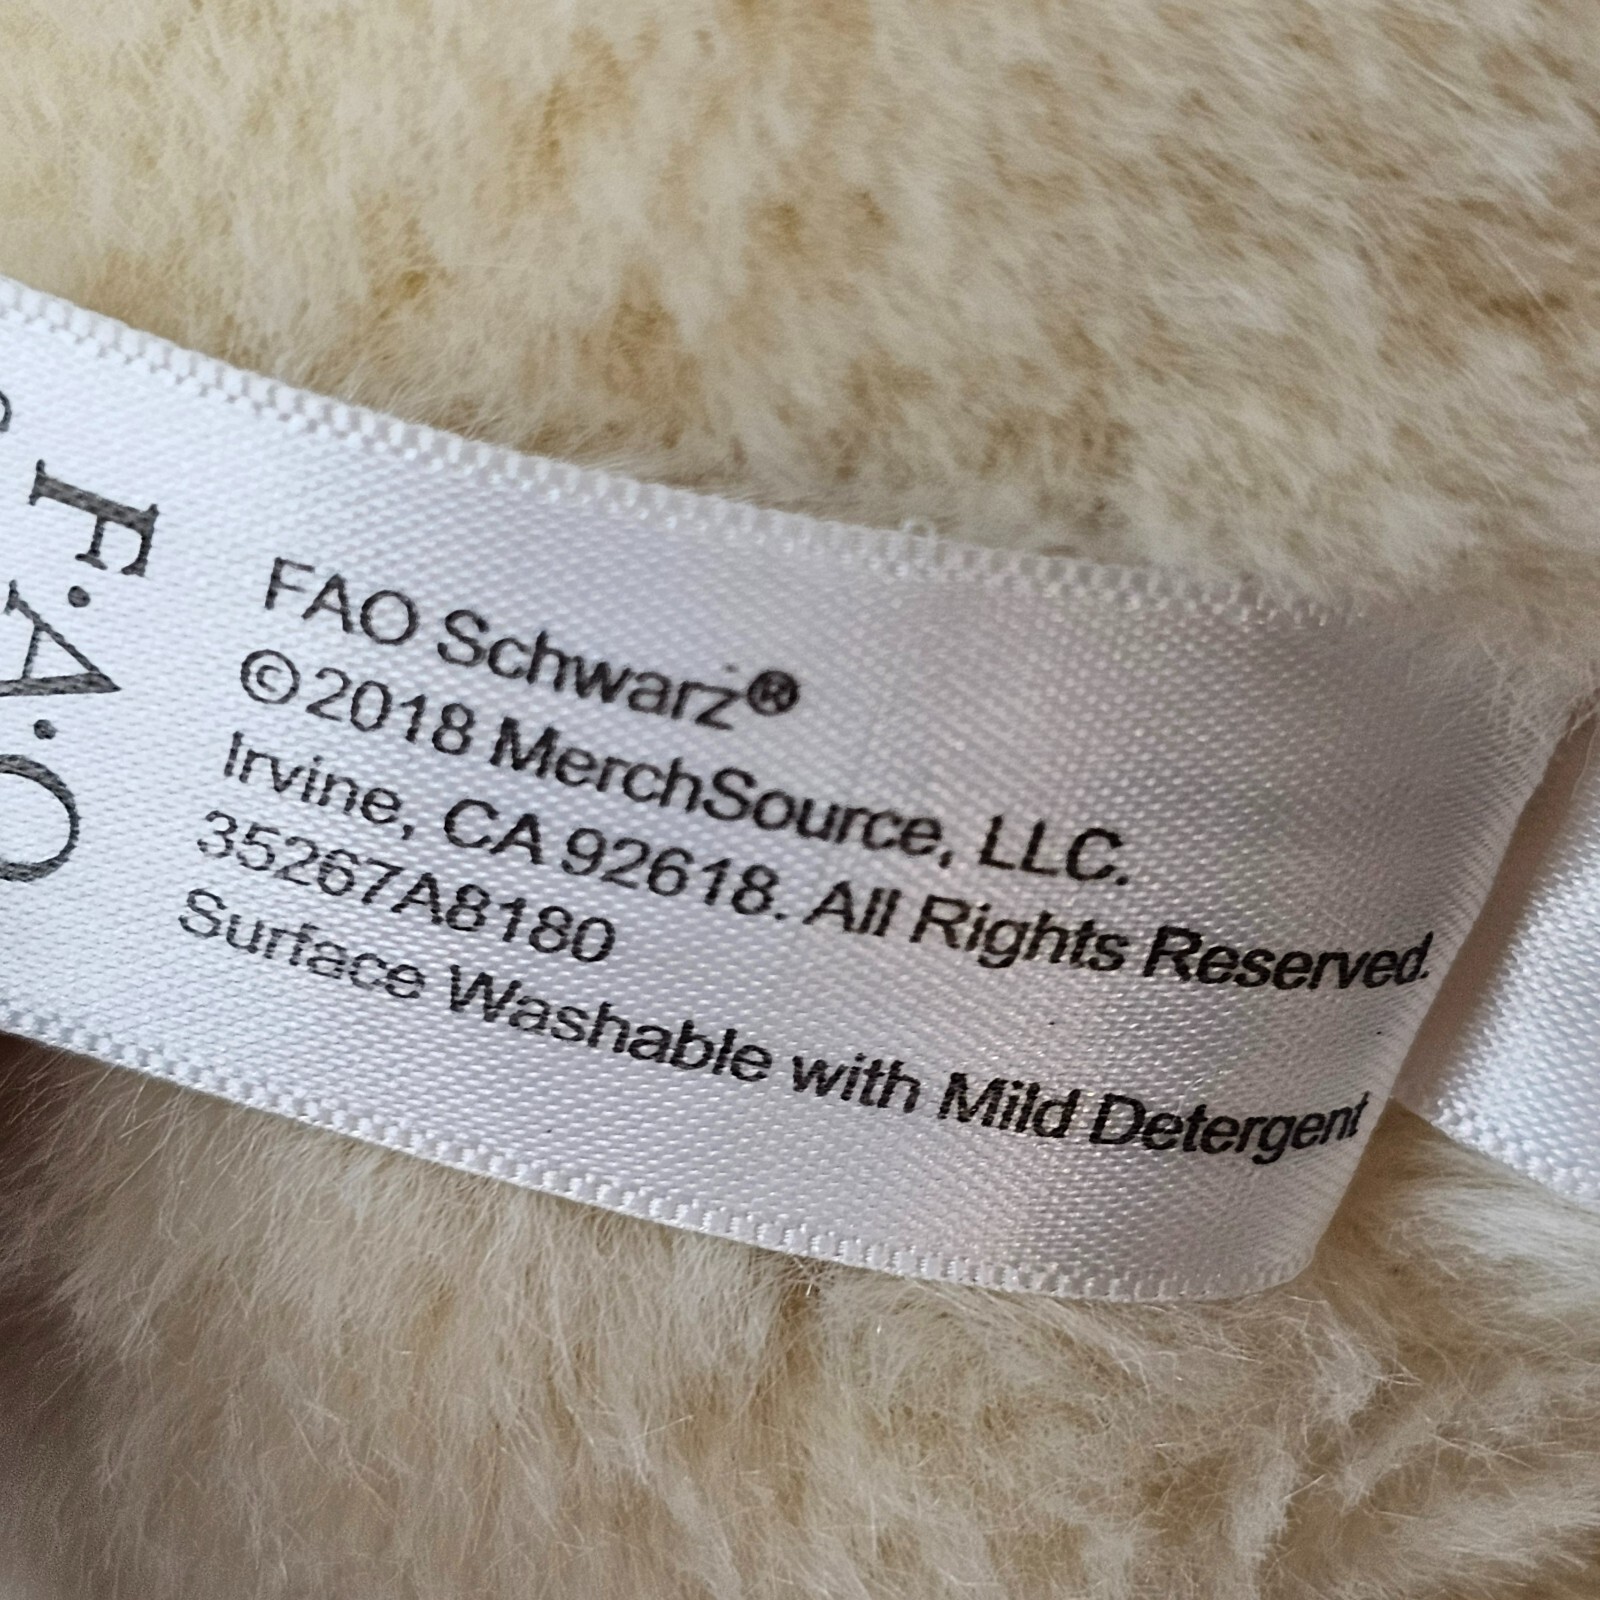 F·A·O
FAO Schwarz®
©2018 MerchSource, LLC.
Irvine, CA 92618. All Rights Reserved.
35267A8180
Surface Washable with Mild Detergent